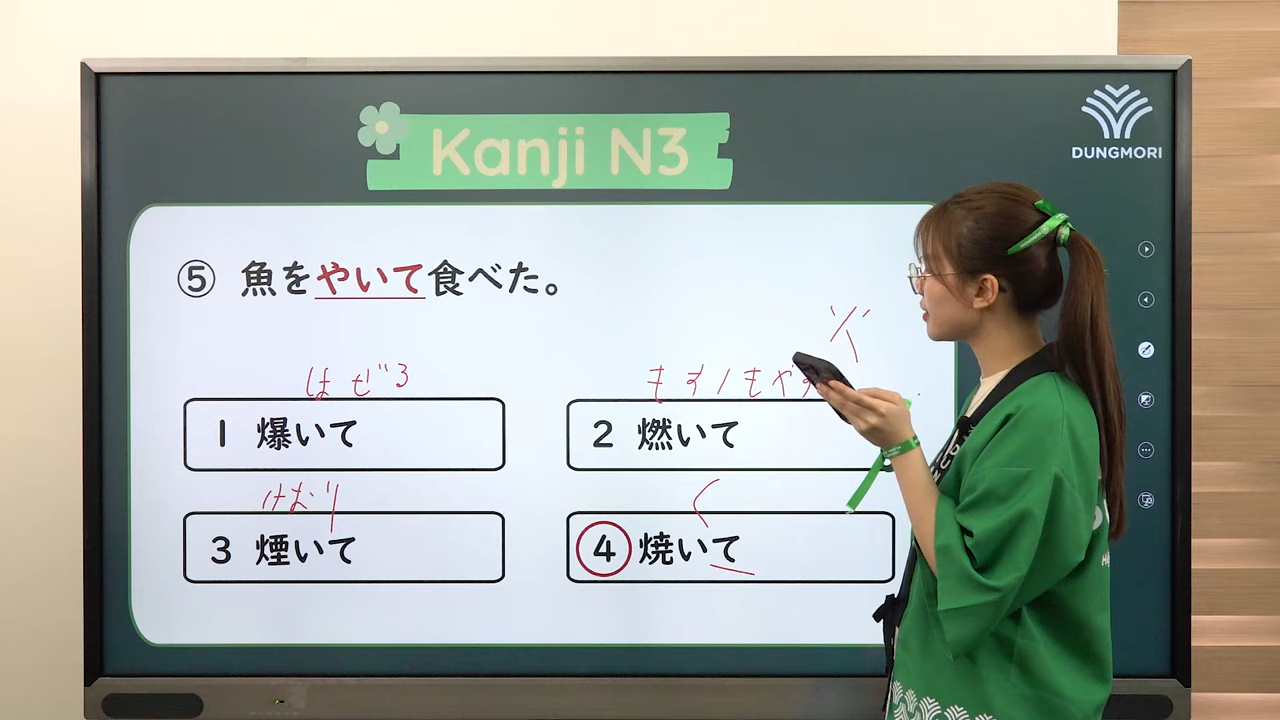 Kanji N3
DUNGMORI
⑤ 魚をやいて食べた。
はぜる
もす/もやす
1 爆いて
2 燃いて
けむり
く
3 煙いて
4 焼いて